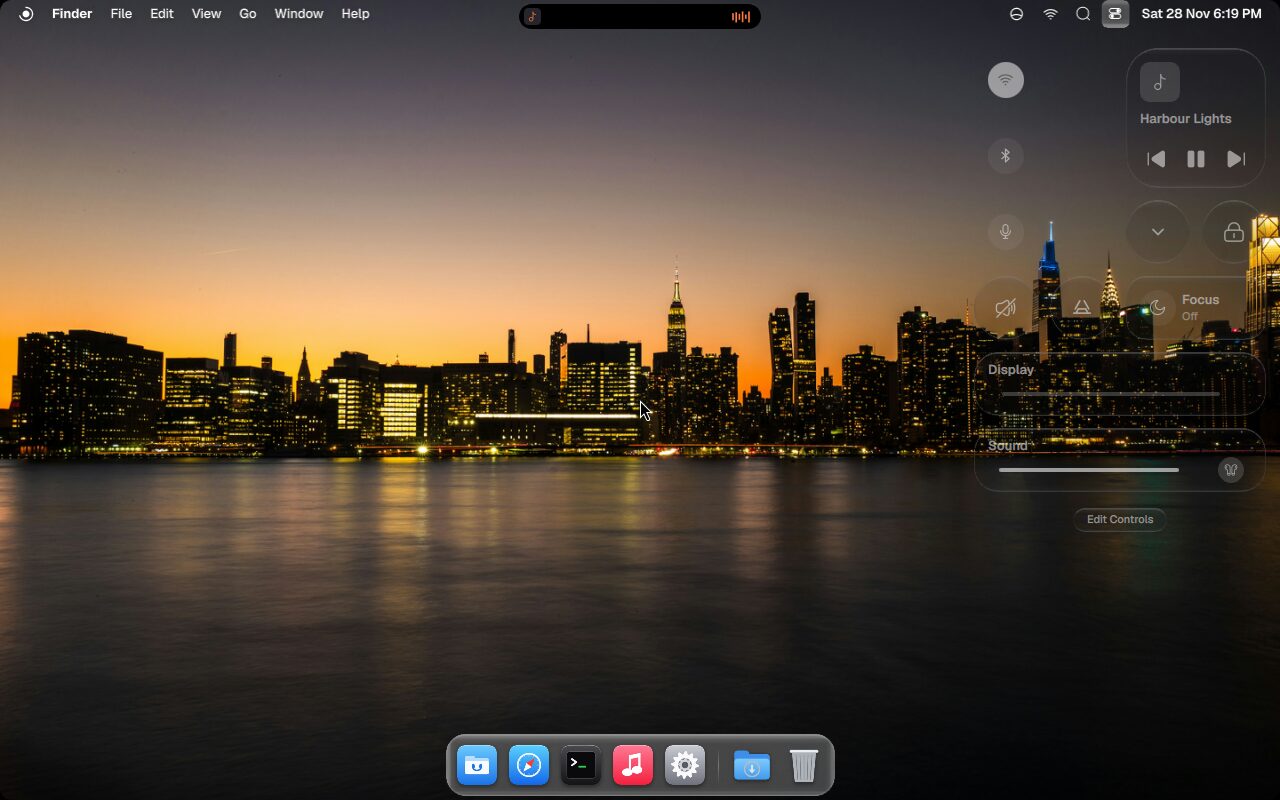 Finder File Edit View Go Window Help
Sat 28 Nov 6:19 PM
Harbour Lights
Focus
Off
Display
Sound
Edit Controls